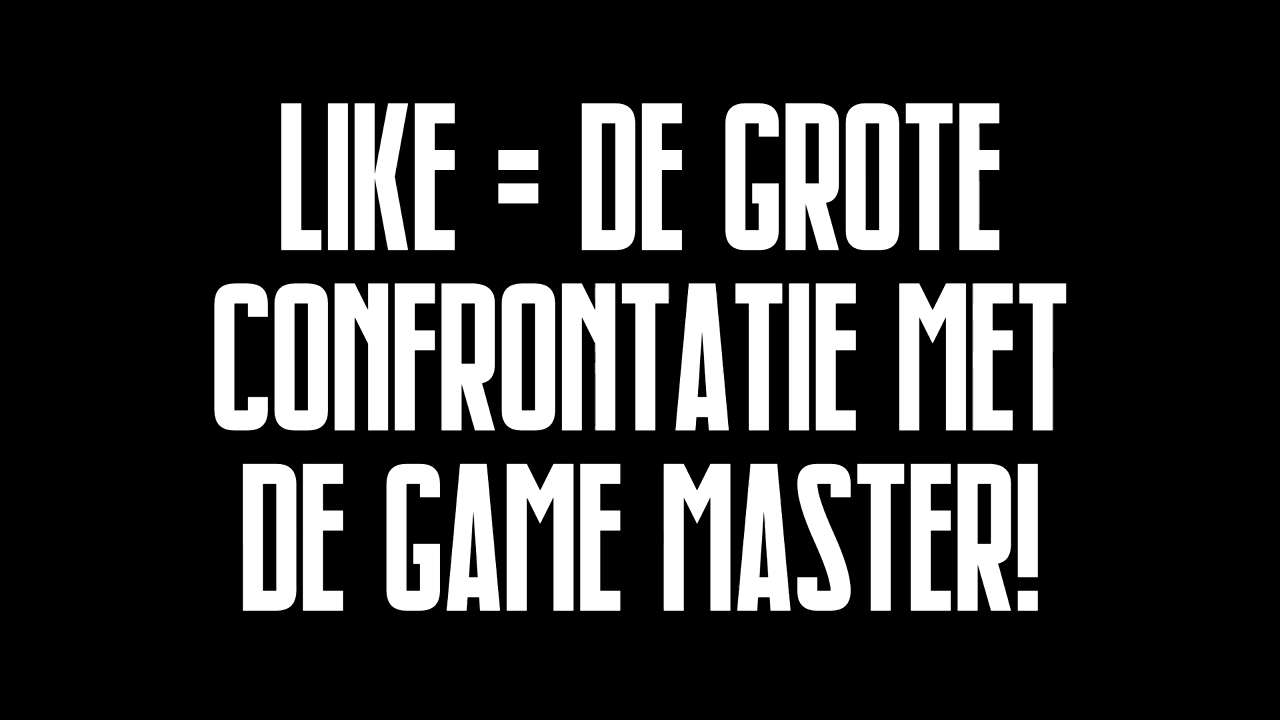 LIKE = DE GROTE
CONFRONTATIE MET
DE GAME MASTER!